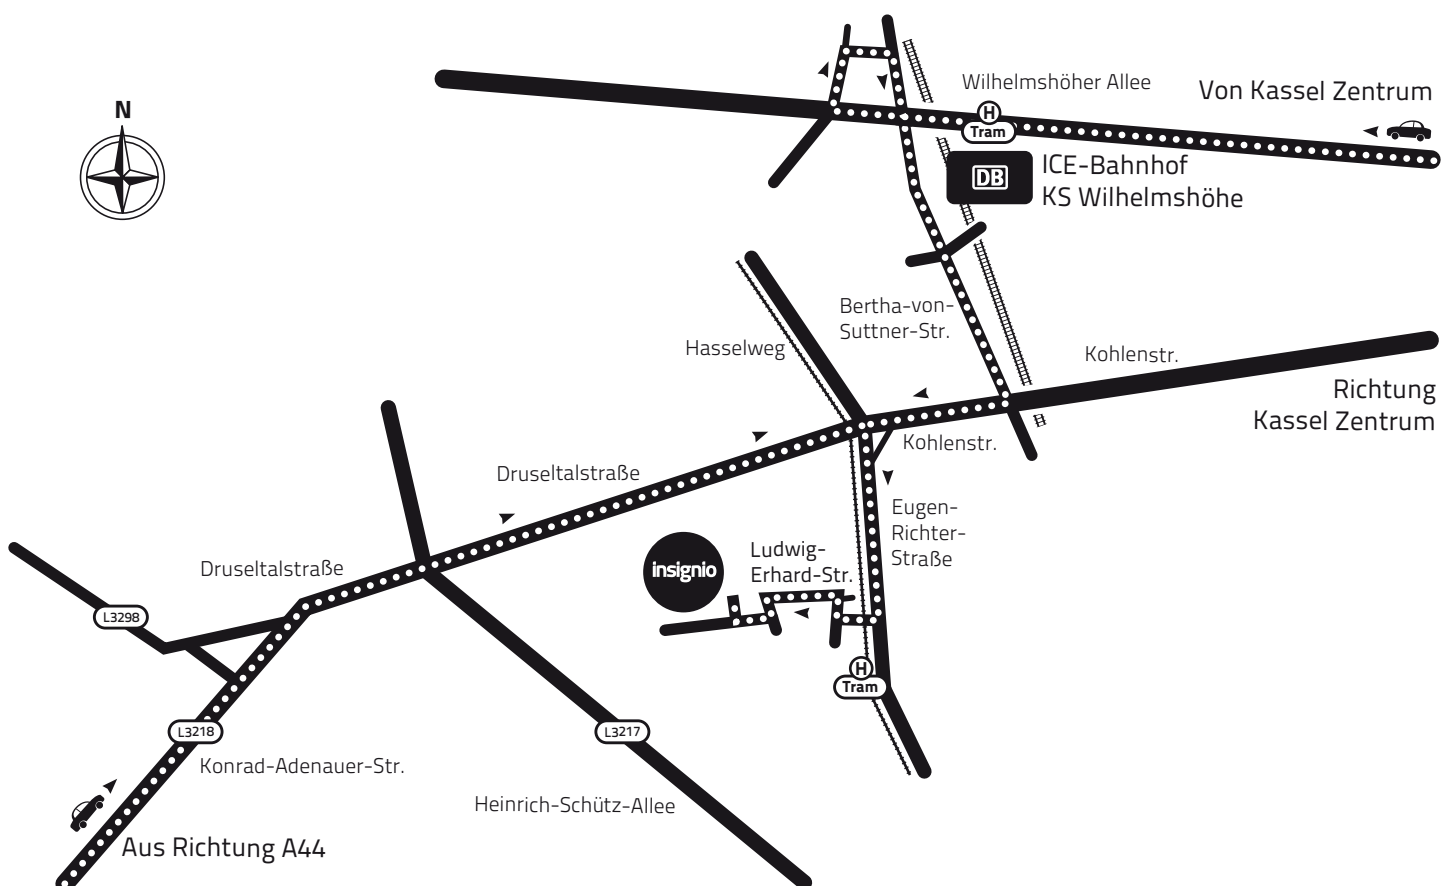 N
Wilhelmshöher Allee
Von Kassel Zentrum
H
Tram
DB
ICE-Bahnhof
KS Wilhelmshöhe
Bertha-von-
Suttner-Str.
Hasselweg
Kohlenstr.
Richtung
Kassel Zentrum
Kohlenstr.
Druseltalstraße
Eugen-
Richter-
Straße
Ludwig-
Erhard-Str.
insignio
Druseltalstraße
L3298
H
Tram
L3218
L3217
Konrad-Adenauer-Str.
Heinrich-Schütz-Allee
Aus Richtung A44